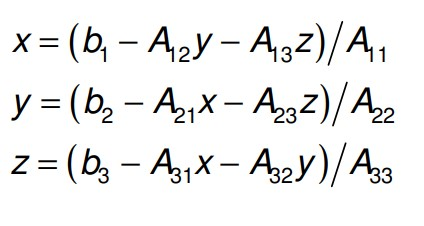 x = (b₁ − A₁₂y − A₁₃z)/A₁₁
y = (b₂ − A₂₁x − A₂₃z)/A₂₂
z = (b₃ − A₃₁x − A₃₂y)/A₃₃